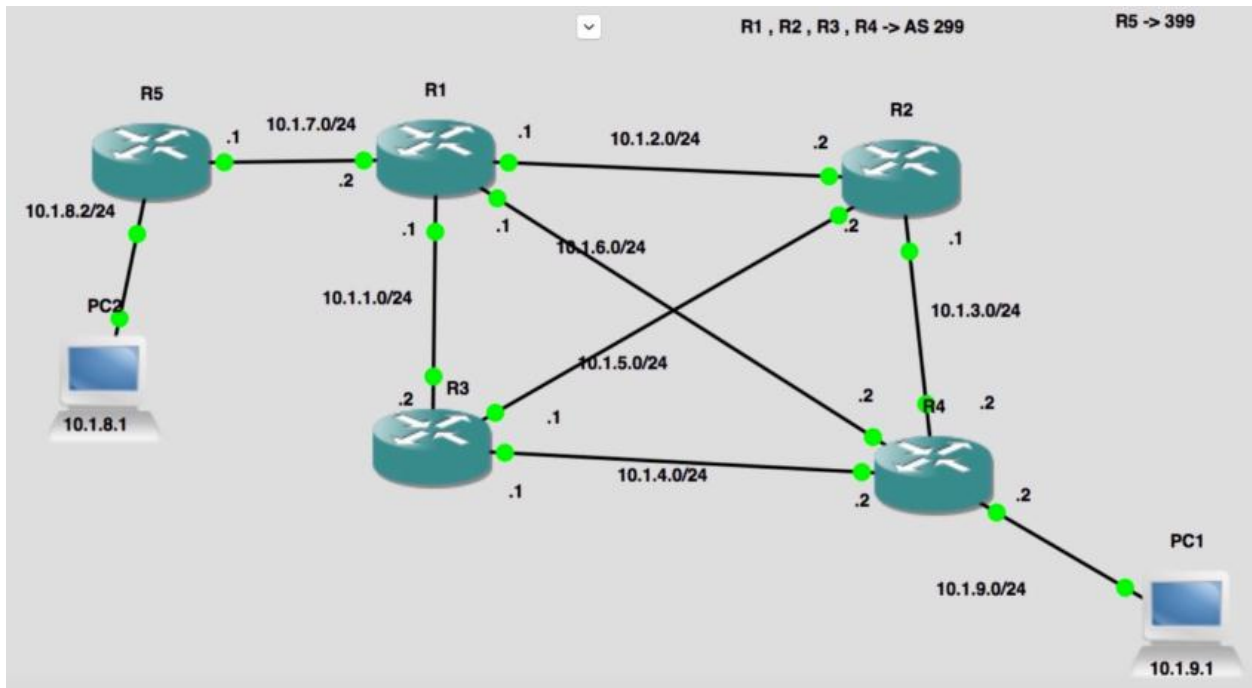 R1 , R2 , R3 , R4 -> AS 299
R5 -> 399
R5
R1
R2
.1
10.1.7.0/24
.2
.1
10.1.2.0/24
.2
10.1.8.2/24
.1
.1
10.1.6.0/24
.2
.1
PC2
10.1.1.0/24
10.1.3.0/24
10.1.5.0/24
10.1.8.1
.2
R3
.1
.2
R4
.2
.1
10.1.4.0/24
.2
.2
PC1
10.1.9.0/24
10.1.9.1